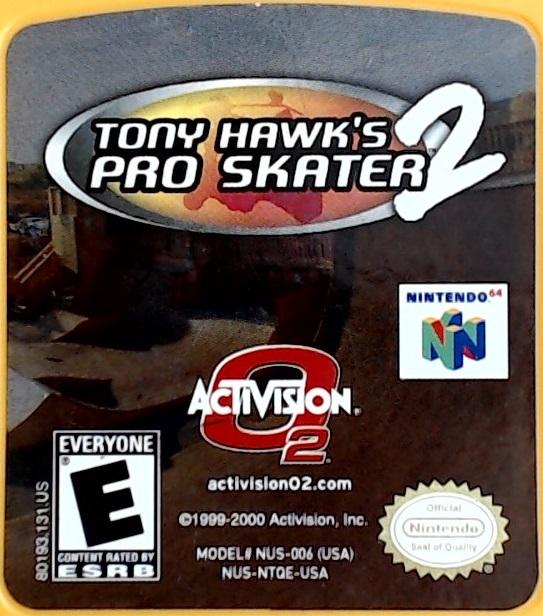 TONY HAWK'S
PRO SKATER 2
NINTENDO 64
ACTIVISION O2
activisionO2.com
©1999-2000 Activision, Inc.
MODEL# NUS-006 (USA)
NUS-NTQE-USA
EVERYONE
E
CONTENT RATED BY
ESRB
80193.131.US
Official
Nintendo
Seal of Quality